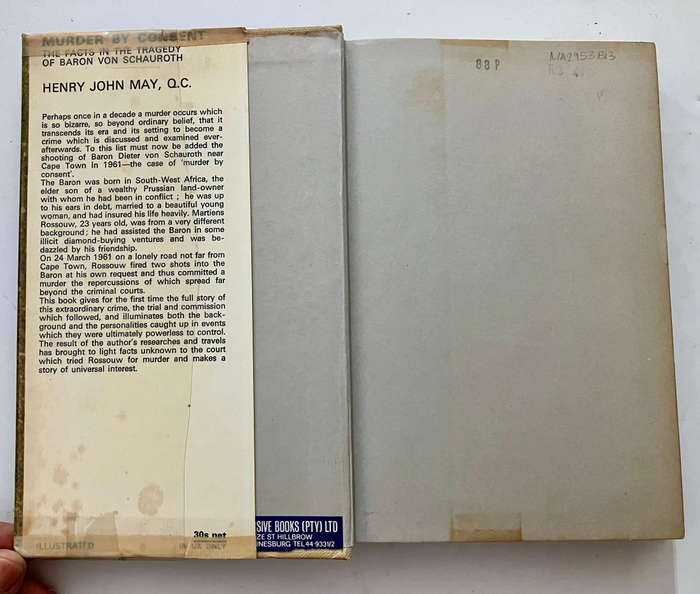 MURDER BY CONSENT
THE FACTS IN THE TRAGEDY
OF BARON VON SCHAUROTH
HENRY JOHN MAY, Q.C.
Perhaps once in a decade a murder occurs which
is so bizarre, so beyond ordinary belief, that it
transcends its era and its setting to become a
crime which is discussed and examined ever-
afterwards. To this list must now be added the
shooting of Baron Dieter von Schauroth near
Cape Town in 1961—the case of 'murder by
consent'.
The Baron was born in South-West Africa, the
elder son of a wealthy Prussian land-owner
with whom he had been in conflict ; he was up
to his ears in debt, married to a beautiful young
woman, and had insured his life heavily. Martiens
Rossouw, 23 years old, was from a very different
background ; he had assisted the Baron in some
illicit diamond-buying ventures and was be-
dazzled by his friendship.
On 24 March 1961 on a lonely road not far from
Cape Town, Rossouw fired two shots into the
Baron at his own request and thus committed a
murder the repercussions of which spread far
beyond the criminal courts.
This book gives for the first time the full story of
this extraordinary crime, the trial and commission
which followed, and illuminates both the back-
ground and the personalities caught up in events
which they were ultimately powerless to control.
The result of the author's researches and travels
has brought to light facts unknown to the court
which tried Rossouw for murder and makes a
story of universal interest.
30s net
ILLUSTRATED IN UK ONLY
SIVE BOOKS (PTY) LTD
ZE ST HILLBROW
INESBURG TEL 44-9331/2
88P